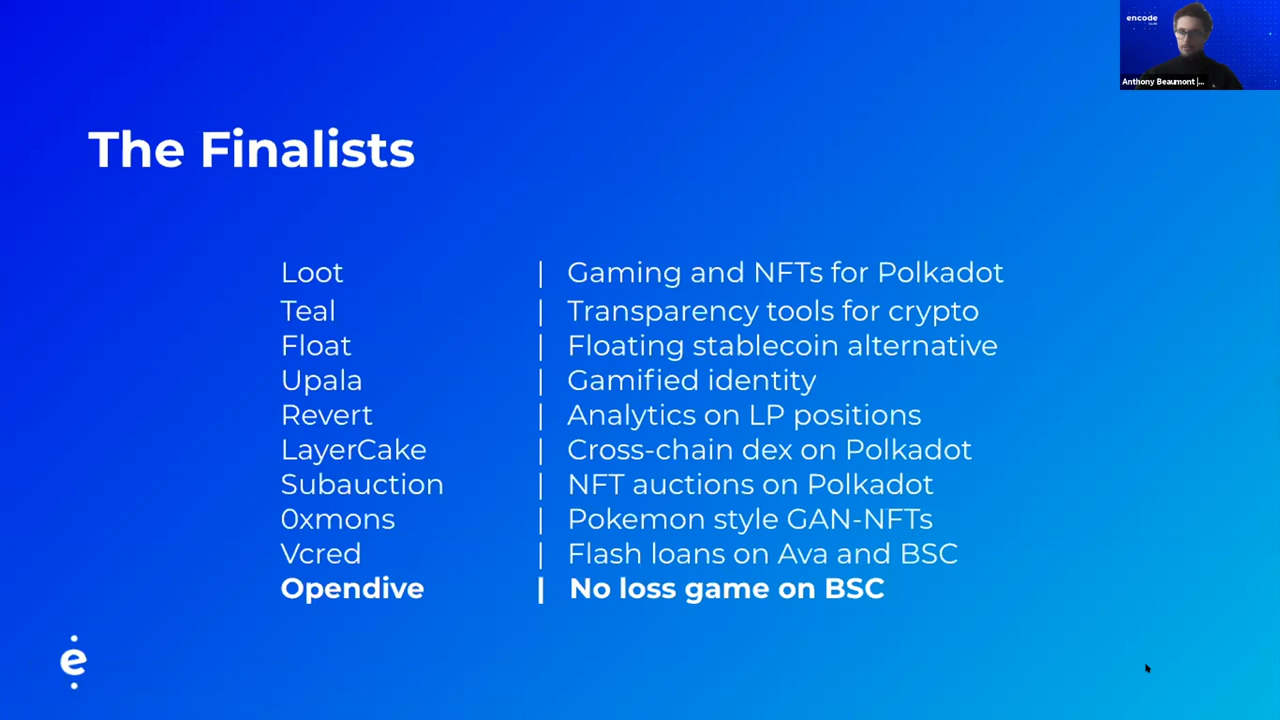 encode
CLUB
Anthony Beaumont |...
The Finalists
Loot | Gaming and NFTs for Polkadot
Teal | Transparency tools for crypto
Float | Floating stablecoin alternative
Upala | Gamified identity
Revert | Analytics on LP positions
LayerCake | Cross-chain dex on Polkadot
Subauction | NFT auctions on Polkadot
0xmons | Pokemon style GAN-NFTs
Vcred | Flash loans on Ava and BSC
Opendive | No loss game on BSC
e